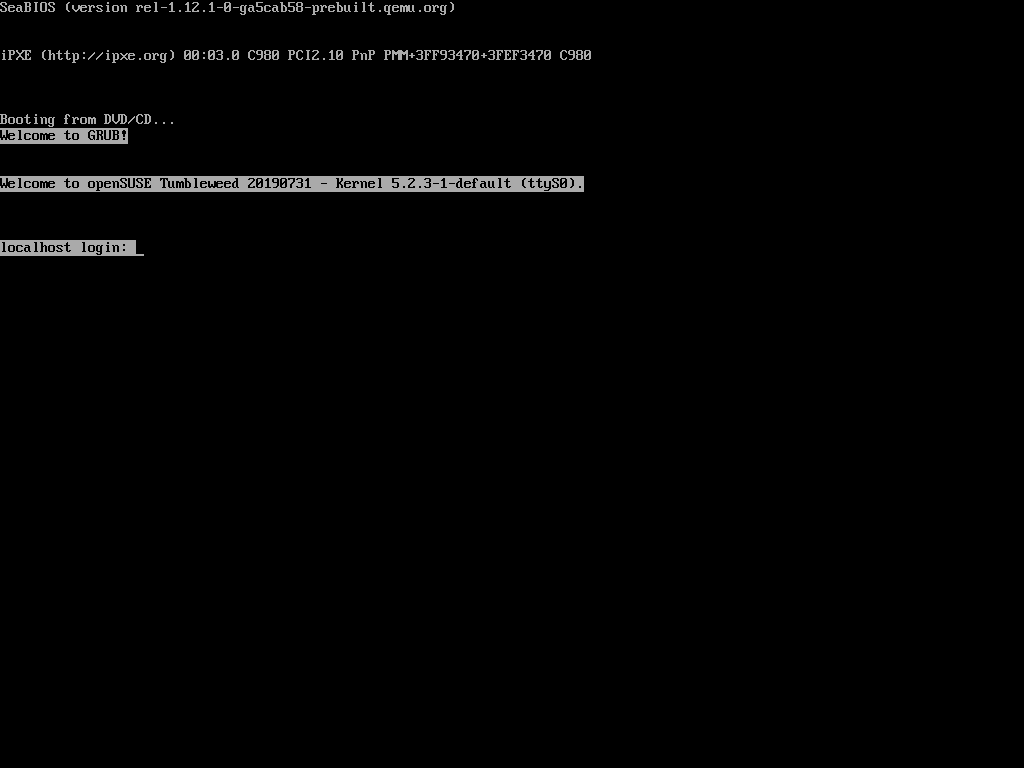 SeaBIOS (version rel-1.12.1-0-ga5cab58-prebuilt.qemu.org)
iPXE (http://ipxe.org) 00:03.0 C980 PCI2.10 PnP PMM+3FF93470+3FEF3470 C980
Booting from DVD/CD...
Welcome to GRUB!
Welcome to openSUSE Tumbleweed 20190731 - Kernel 5.2.3-1-default (ttyS0).
localhost login: _